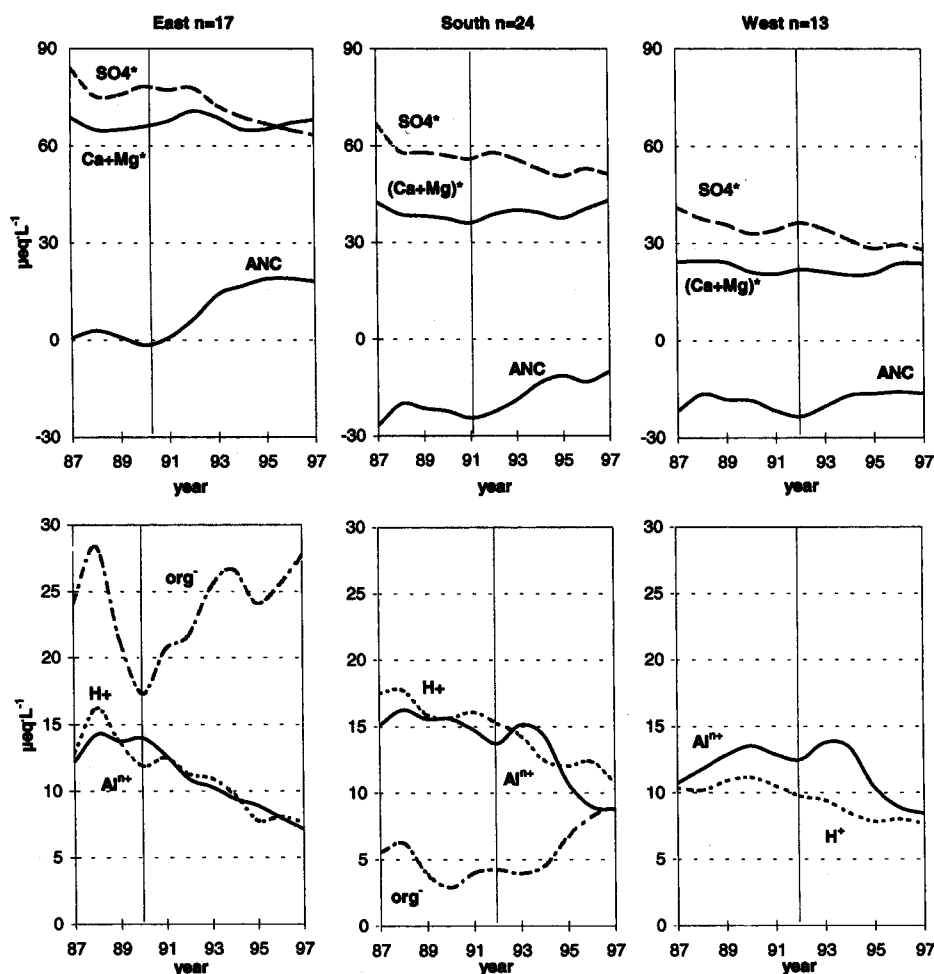 East n=17
South n=24
West n=13
90
60
30
0
-30
µeq·L⁻¹
SO4*
Ca+Mg*
ANC
87 89 91 93 95 97
year
90
60
30
0
-30
SO4*
(Ca+Mg)*
ANC
87 89 91 93 95 97
year
90
60
30
0
-30
SO4*
(Ca+Mg)*
ANC
87 89 91 93 95 97
year
30
25
20
15
10
5
0
µeq·L⁻¹
org⁻
H+
Alⁿ⁺
87 89 91 93 95 97
year
30
25
20
15
10
5
0
H+
Alⁿ⁺
org⁻
87 89 91 93 95 97
year
30
25
20
15
10
5
0
Alⁿ⁺
H⁺
87 89 91 93 95 97
year